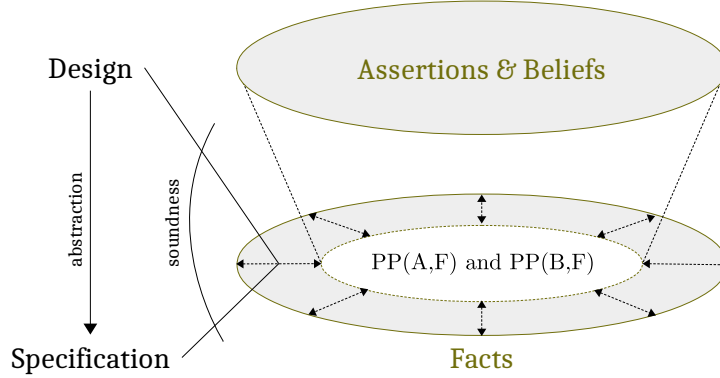 Design
Assertions & Beliefs
abstraction
soundness
PP(A,F) and PP(B,F)
Specification
Facts